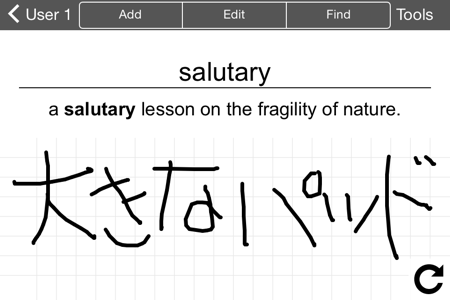 User 1 Add Edit Find Tools
salutary
a salutary lesson on the fragility of nature.
大きなパッド